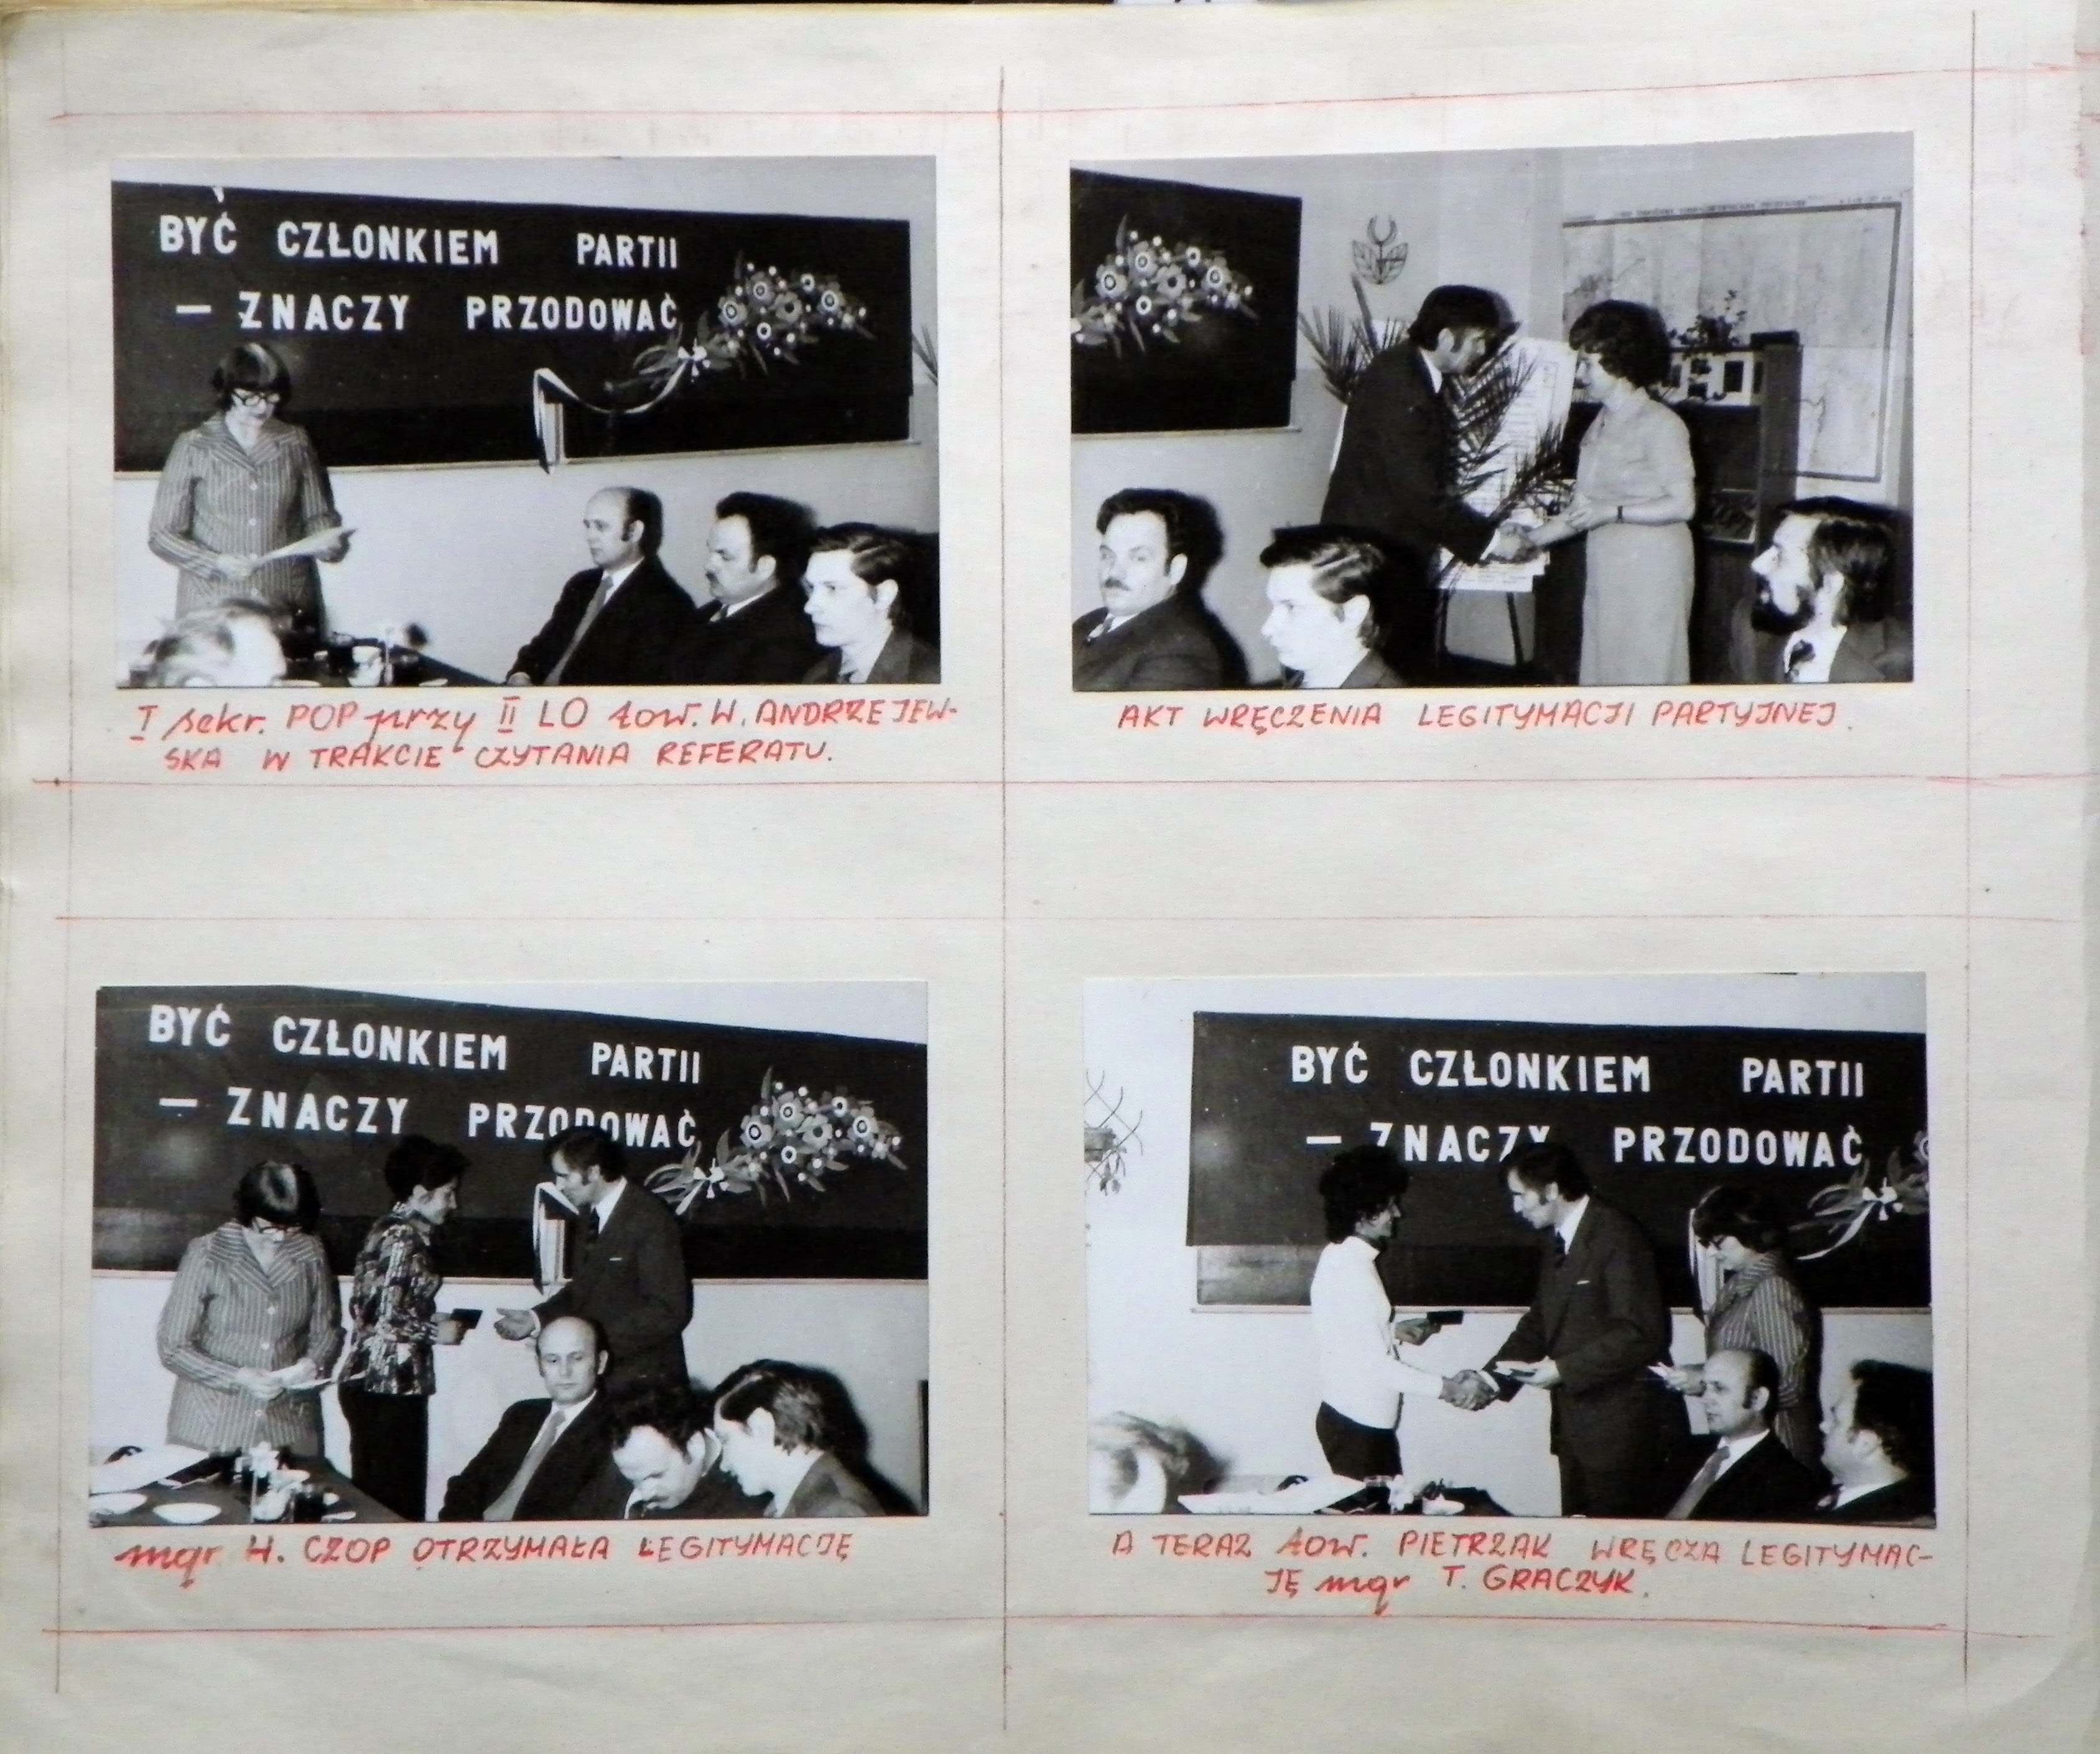 BYĆ CZŁONKIEM PARTII
— ZNACZY PRZODOWAĆ
I sekr. POP przy II LO tow. W. ANDRZEJEW-
SKA W TRAKCIE CZYTANIA REFERATU.
AKT WRĘCZENIA LEGITYMACJI PARTYJNEJ.
BYĆ CZŁONKIEM PARTII
— ZNACZY PRZODOWAĆ
mgr H. CZOP OTRZYMAŁA LEGITYMACJĘ
BYĆ CZŁONKIEM PARTII
— ZNACZY PRZODOWAĆ
A TERAZ tow. PIETRZAK WRĘCZA LEGITYMAC-
JĘ mgr T. GRACZYK.